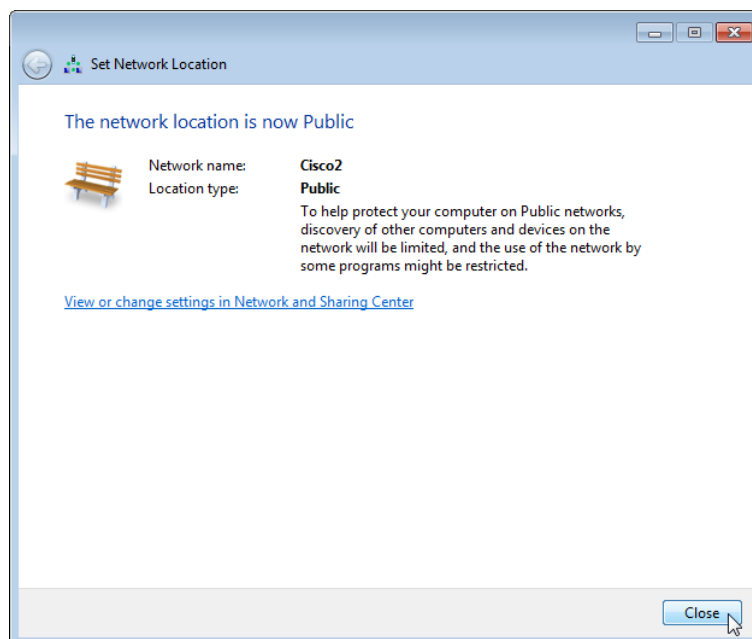 Set Network Location
The network location is now Public
Network name: Cisco2
Location type: Public
To help protect your computer on Public networks,
discovery of other computers and devices on the
network will be limited, and the use of the network by
some programs might be restricted.
View or change settings in Network and Sharing Center
Close